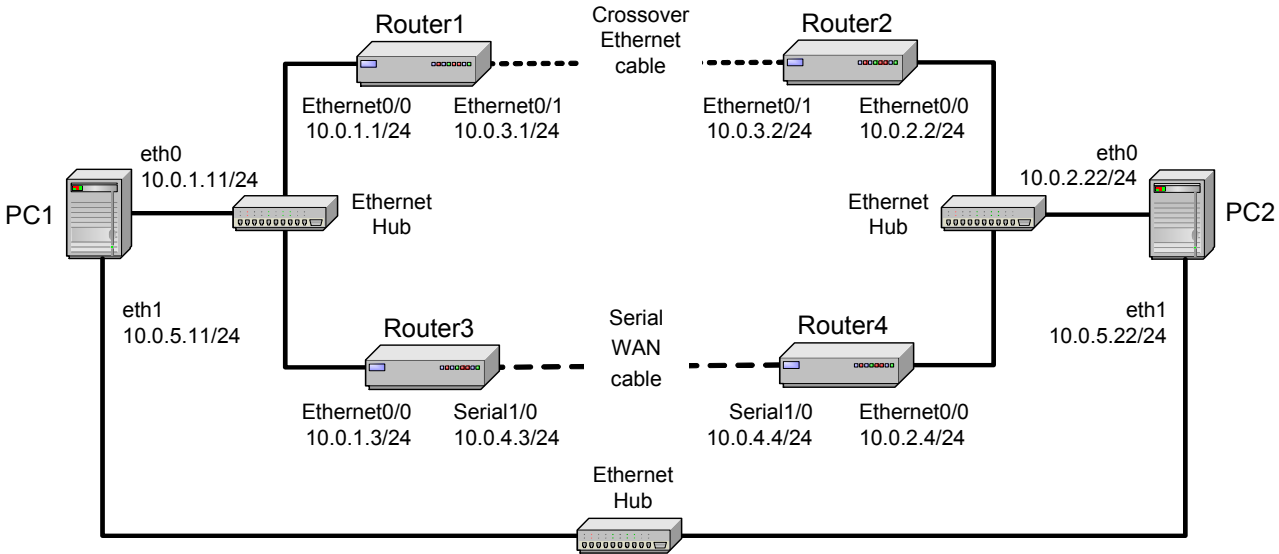 Router1
Crossover
Ethernet
cable
Router2
Ethernet0/0
10.0.1.1/24
Ethernet0/1
10.0.3.1/24
Ethernet0/1
10.0.3.2/24
Ethernet0/0
10.0.2.2/24
eth0
10.0.1.11/24
eth0
10.0.2.22/24
PC1
Ethernet
Hub
Ethernet
Hub
PC2
eth1
10.0.5.11/24
Router3
Serial
WAN
cable
Router4
eth1
10.0.5.22/24
Ethernet0/0
10.0.1.3/24
Serial1/0
10.0.4.3/24
Serial1/0
10.0.4.4/24
Ethernet0/0
10.0.2.4/24
Ethernet
Hub